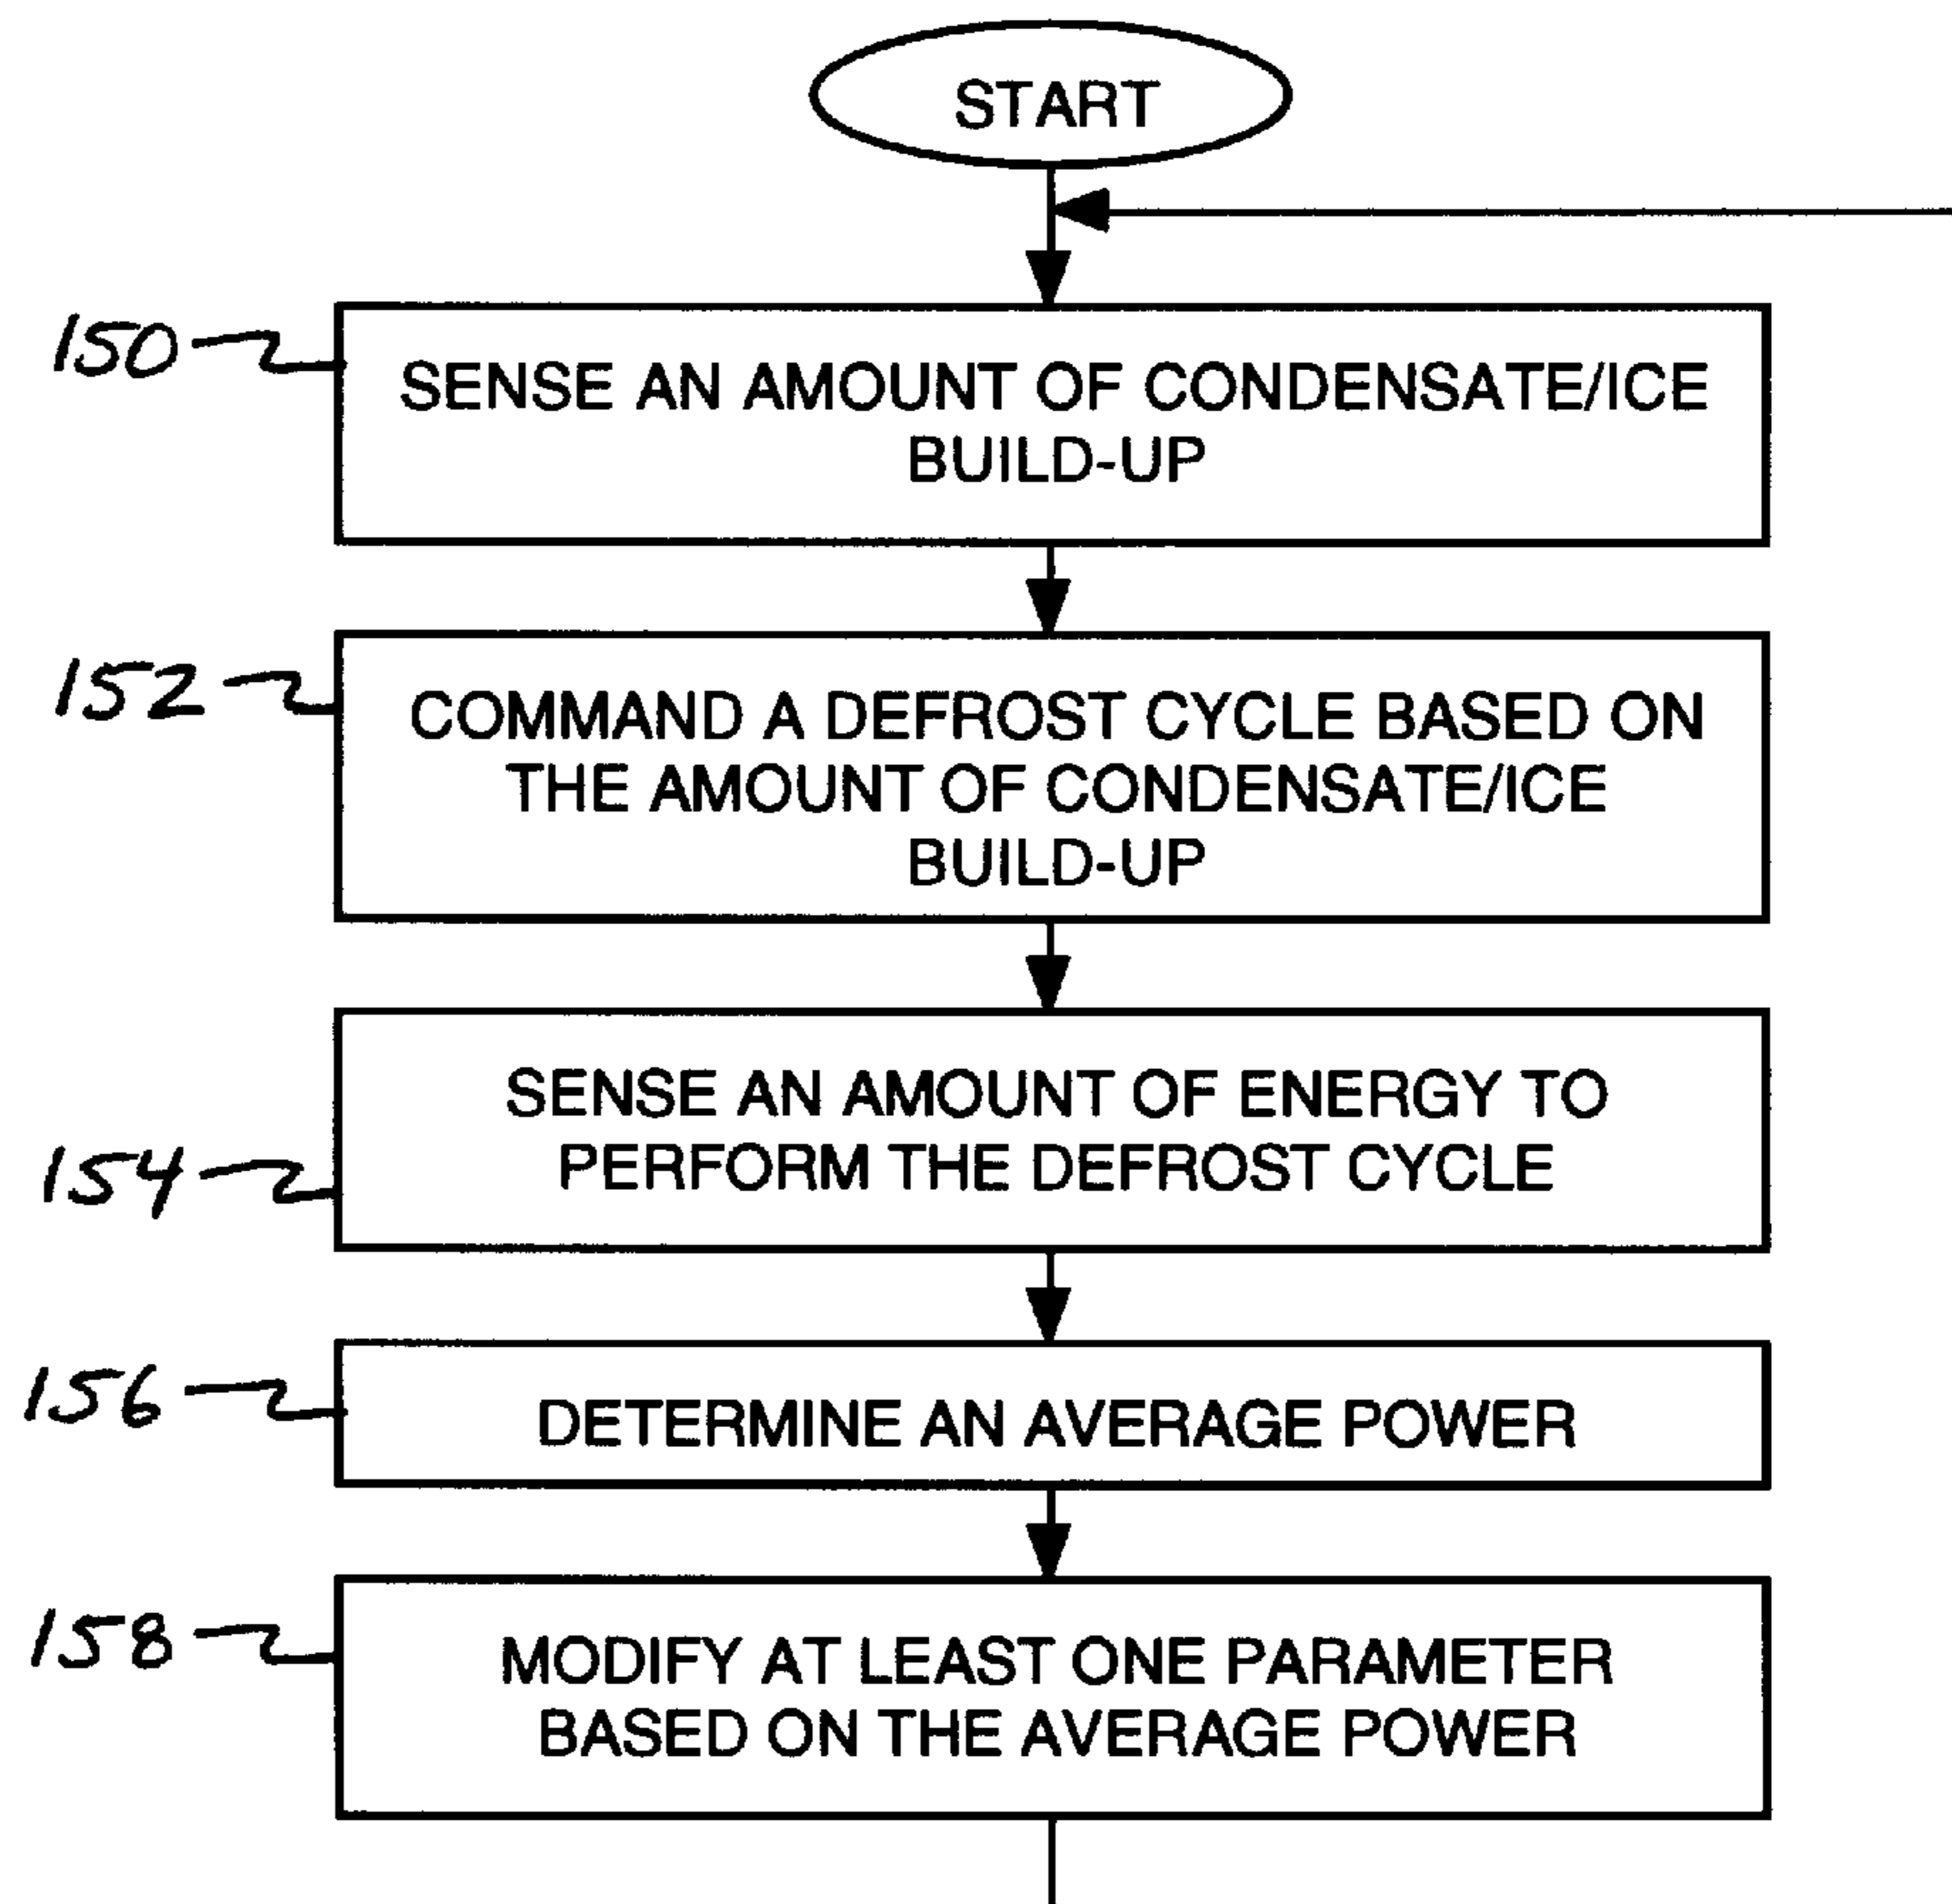 START
150
SENSE AN AMOUNT OF CONDENSATE/ICE
BUILD-UP
152
COMMAND A DEFROST CYCLE BASED ON
THE AMOUNT OF CONDENSATE/ICE
BUILD-UP
154
SENSE AN AMOUNT OF ENERGY TO
PERFORM THE DEFROST CYCLE
156
DETERMINE AN AVERAGE POWER
158
MODIFY AT LEAST ONE PARAMETER
BASED ON THE AVERAGE POWER